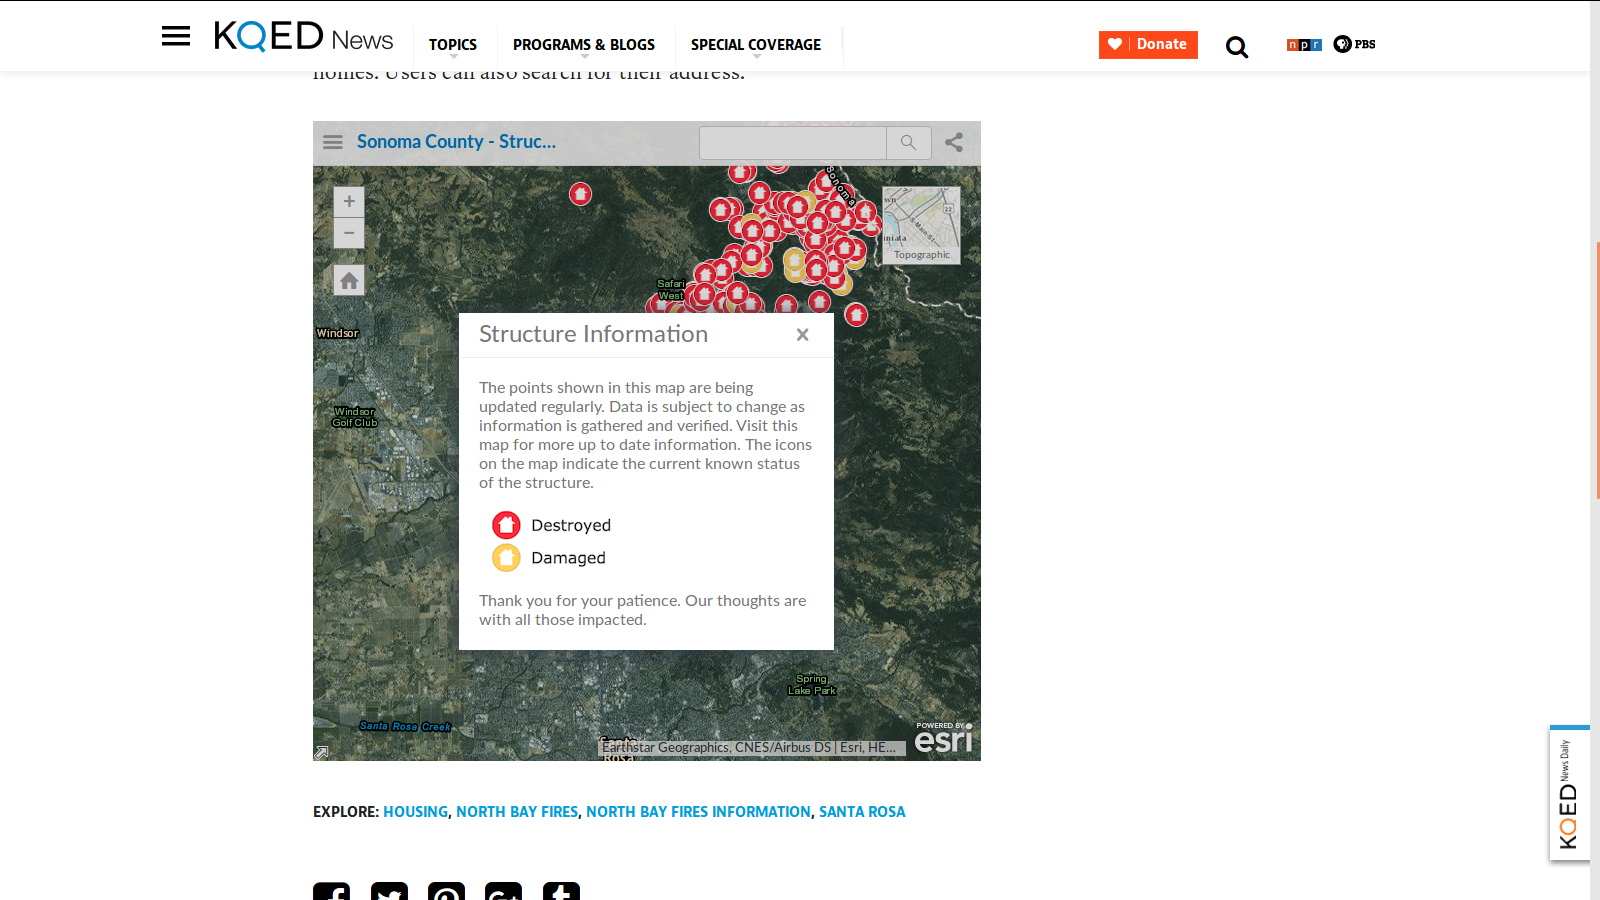 KQED News
TOPICS
PROGRAMS & BLOGS
SPECIAL COVERAGE
Donate
npr
PBS
homes. Users can also search for their address.
Sonoma County - Struc...
+
Sonoma
wn
22
S Main St
iniala
Topographic
−
Safari
West
Windsor
Structure Information
×
The points shown in this map are being
updated regularly. Data is subject to change as
information is gathered and verified. Visit this
map for more up to date information. The icons
on the map indicate the current known status
of the structure.
Windsor
Golf Club
Destroyed
Damaged
Thank you for your patience. Our thoughts are
with all those impacted.
Spring
Lake Park
Santa Rosa Creek
POWERED BY
esri
Santa
Rosa
Earthstar Geographics, CNES/Airbus DS | Esri, HE...
KQED News Daily
EXPLORE: HOUSING, NORTH BAY FIRES, NORTH BAY FIRES INFORMATION, SANTA ROSA